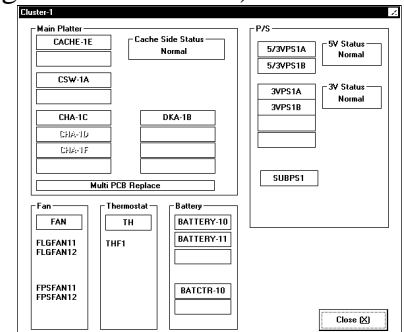 Cluster-1
Main Platter
CACHE-1E
Cache Side Status
Normal
CSW-1A
CHA-1C
DKA-1B
CHA-1D
CHA-1F
Multi PCB Replace
P/S
5/3VPS1A
5/3VPS1B
5V Status
Normal
3VPS1A
3VPS1B
3V Status
Normal
SUBPS1
Fan
FAN
FLGFAN11
FLGFAN12
FPSFAN11
FPSFAN12
Thermostat
TH
THF1
Battery
BATTERY-10
BATTERY-11
BATCTR-10
Close (X)